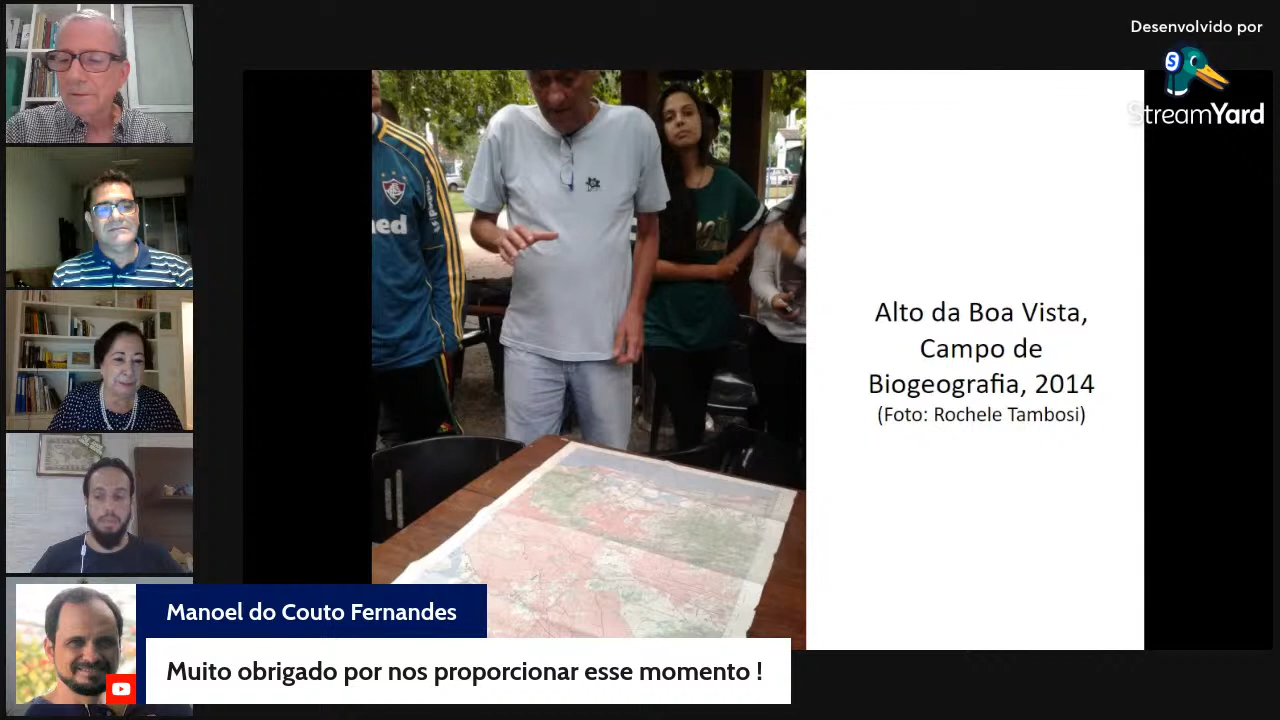 Desenvolvido por
StreamYard
Alto da Boa Vista,
Campo de
Biogeografia, 2014
(Foto: Rochele Tambosi)
Manoel do Couto Fernandes
Muito obrigado por nos proporcionar esse momento !